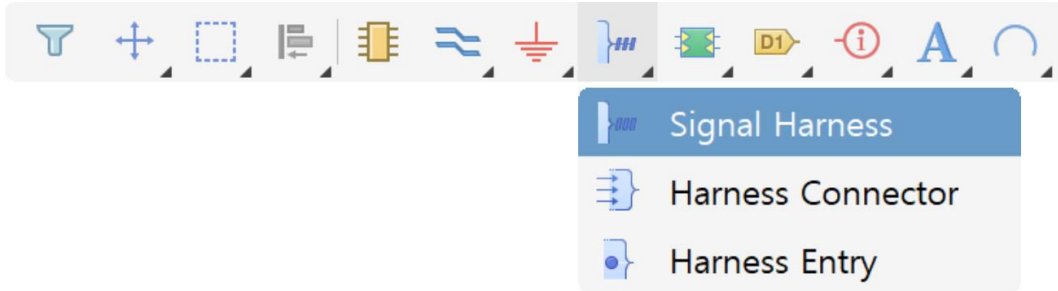 D1
i
A
Signal Harness
Harness Connector
Harness Entry